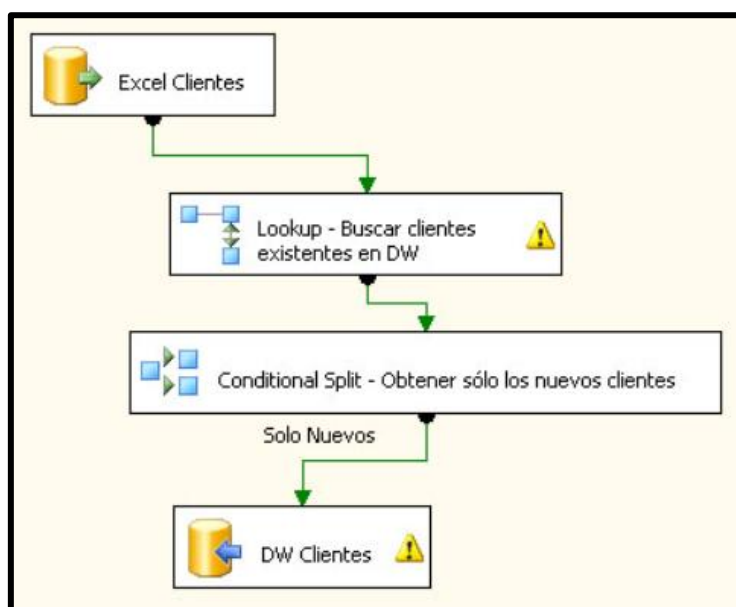 Excel Clientes
Lookup - Buscar clientes
existentes en DW
Conditional Split - Obtener sólo los nuevos clientes
Solo Nuevos
DW Clientes